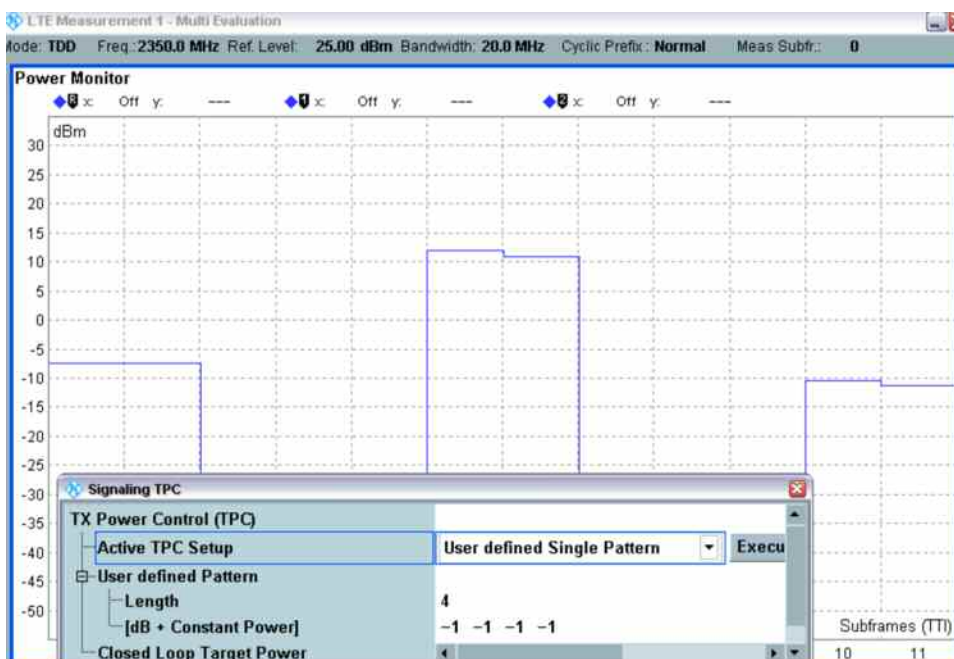 LTE Measurement 1 - Multi Evaluation
Mode: TDD Freq.: 2350.0 MHz Ref. Level: 25.00 dBm Bandwidth: 20.0 MHz Cyclic Prefix: Normal Meas Subfr.: 0
Power Monitor
R x: Off y: --- 1 x: Off y: --- 2 x: Off y: ---
dBm
30
25
20
15
10
5
0
-5
-10
-15
-20
-25
-30
-35
-40
-45
-50
Signaling TPC
TX Power Control (TPC)
Active TPC Setup User defined Single Pattern Execu
User defined Pattern
Length 4
[dB + Constant Power] -1 -1 -1 -1
Closed Loop Target Power
Subframes (TTI)
10 11